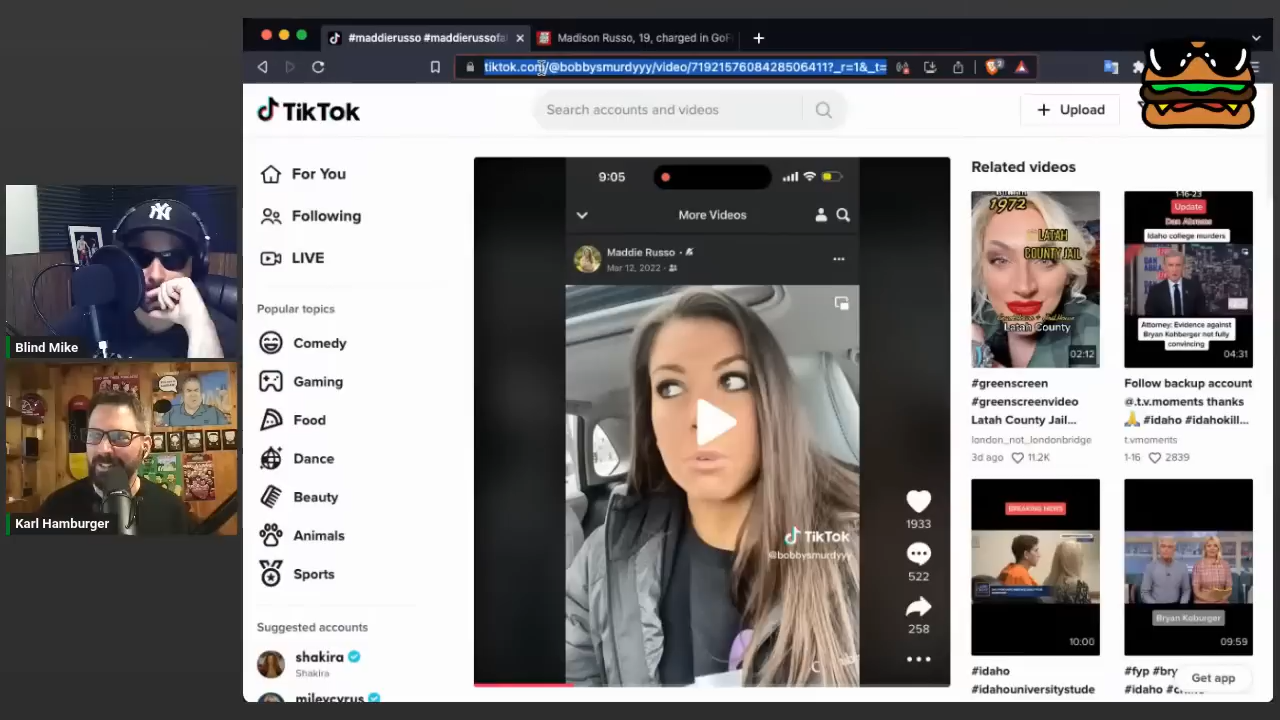 #maddierusso #maddierussofa
Madison Russo, 19, charged in GoF
tiktok.com/@bobbysmurdyyy/video/7192157608428506411?_r=1&_t=
TikTok
Search accounts and videos
Upload
For You
Following
LIVE
Popular topics
Comedy
Gaming
Food
Dance
Beauty
Animals
Sports
Suggested accounts
shakira
Shakira
mileycyrus
9:05
More Videos
Maddie Russo
Mar 12, 2022
TikTok
@bobbysmurdyyy
1933
522
258
Related videos
1972
LATAH
COUNTY JAIL
Latah County
02:12
#greenscreen
#greenscreenvideo
Latah County Jail...
london_not_londonbridge
3d ago 11.2K
1-16-23
Update
Dan Abrams
Idaho college murders
Attorney: Evidence against
Bryan Kohberger not fully
convincing
04:31
Follow backup account
@.t.v.moments thanks
#idaho #idahokill...
t.vmoments
1-16 2839
BREAKING NEWS
10:00
#idaho
#idahouniversitystude
Bryan Koburger
09:59
#fyp #bry
#idaho
Get app
Blind Mike
Karl Hamburger